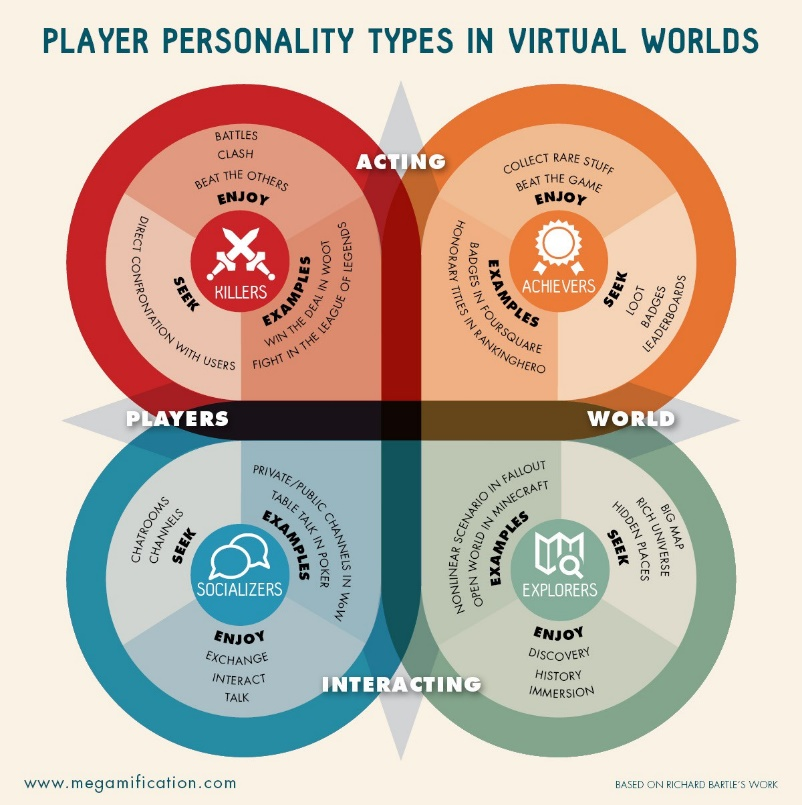 PLAYER PERSONALITY TYPES IN VIRTUAL WORLDS
ACTING
BATTLES
CLASH
BEAT THE OTHERS
ENJOY
KILLERS
SEEK
DIRECT CONFRONTATION WITH USERS
EXAMPLES
WIN THE DEAL IN WOOT
FIGHT IN THE LEAGUE OF LEGENDS
COLLECT RARE STUFF
BEAT THE GAME
ENJOY
ACHIEVERS
EXAMPLES
BADGES IN FOURSQUARE
HONORARY TITLES IN RANKINGHERO
SEEK
LOOT
BADGES
LEADERBOARDS
PLAYERS
WORLD
CHATROOMS
CHANNELS
SEEK
SOCIALIZERS
PRIVATE/PUBLIC CHANNELS IN WoW
TABLE TALK IN POKER
EXAMPLES
ENJOY
EXCHANGE
INTERACT
TALK
NONLINEAR SCENARIO IN FALLOUT
OPEN WORLD IN MINECRAFT
EXAMPLES
EXPLORERS
BIG MAP
RICH UNIVERSE
HIDDEN PLACES
SEEK
ENJOY
DISCOVERY
HISTORY
IMMERSION
INTERACTING
www.megamification.com
BASED ON RICHARD BARTLE'S WORK